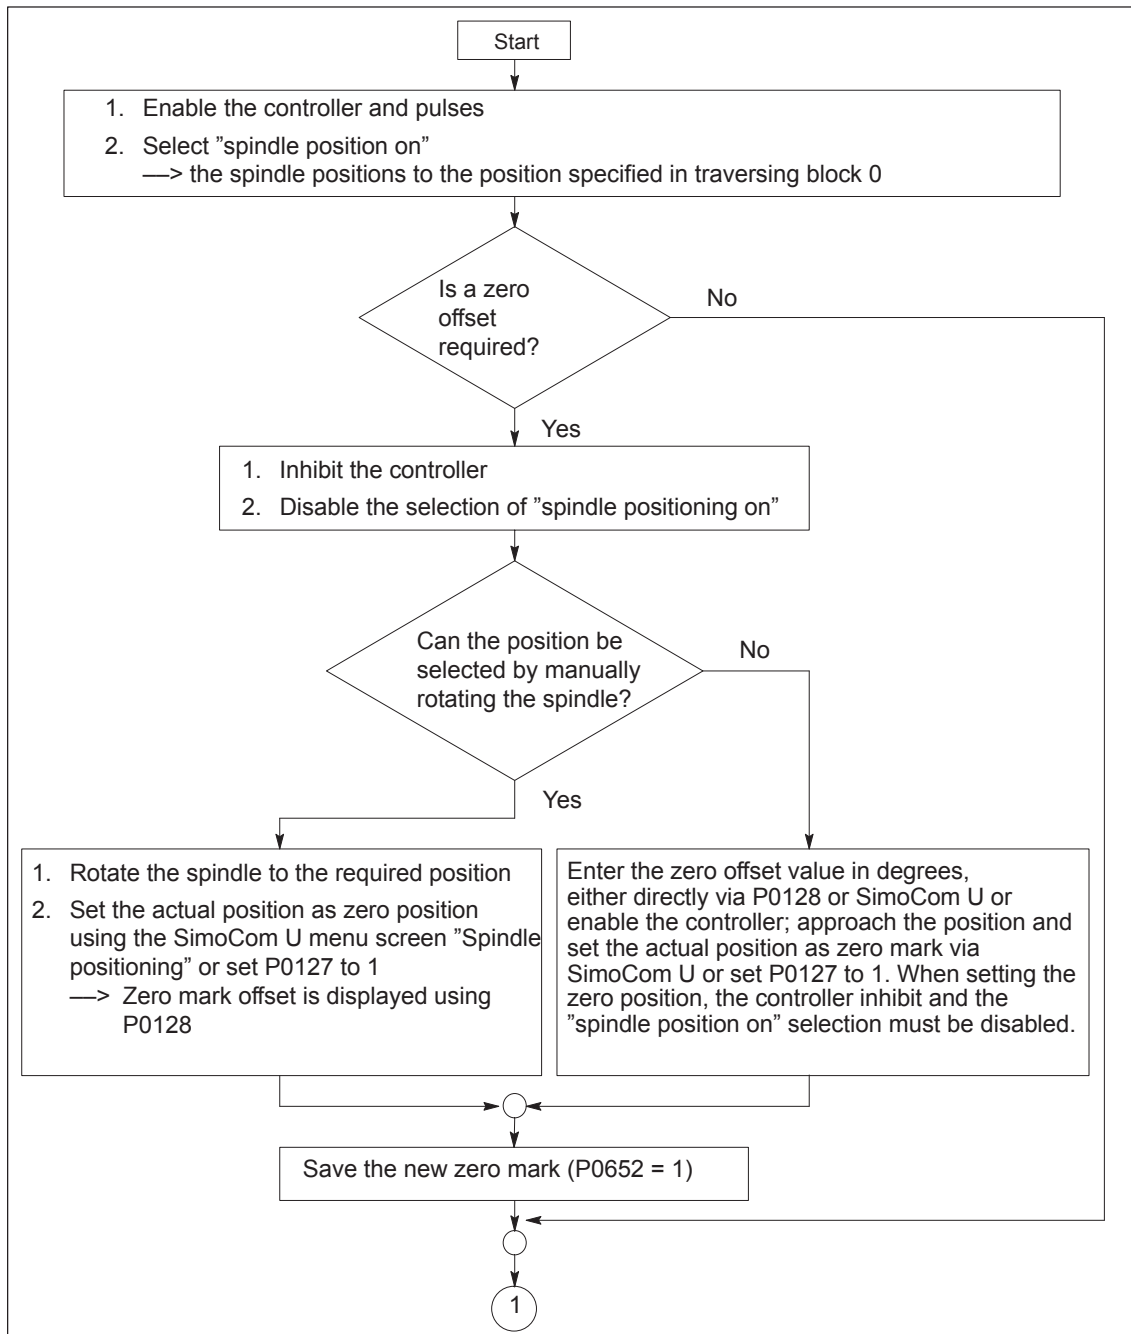 Start
1. Enable the controller and pulses
2. Select ”spindle position on”
––> the spindle positions to the position specified in traversing block 0
Is a zero
offset
required?
No
Yes
1. Inhibit the controller
2. Disable the selection of ”spindle positioning on”
Can the position be
selected by manually
rotating the spindle?
No
Yes
1. Rotate the spindle to the required position
2. Set the actual position as zero position
using the SimoCom U menu screen ”Spindle
positioning” or set P0127 to 1
––> Zero mark offset is displayed using
P0128
Enter the zero offset value in degrees,
either directly via P0128 or SimoCom U or
enable the controller; approach the position and
set the actual position as zero mark via
SimoCom U or set P0127 to 1. When setting the
zero position, the controller inhibit and the
”spindle position on” selection must be disabled.
Save the new zero mark (P0652 = 1)
1